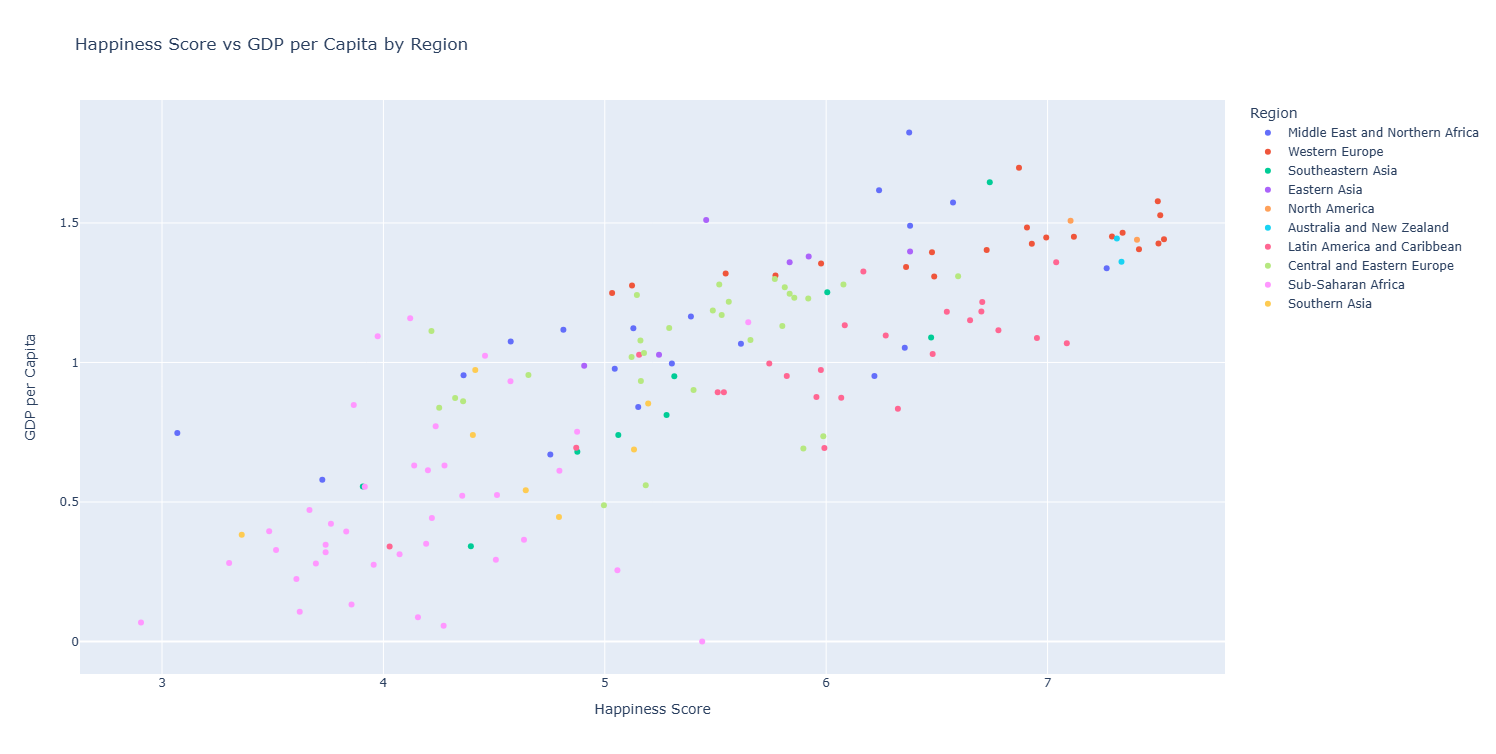 Happiness Score vs GDP per Capita by Region
Region
Middle East and Northern Africa
Western Europe
Southeastern Asia
Eastern Asia
North America
Australia and New Zealand
Latin America and Caribbean
Central and Eastern Europe
Sub-Saharan Africa
Southern Asia
GDP per Capita
1.5
1
0.5
0
3 4 5 6 7
Happiness Score